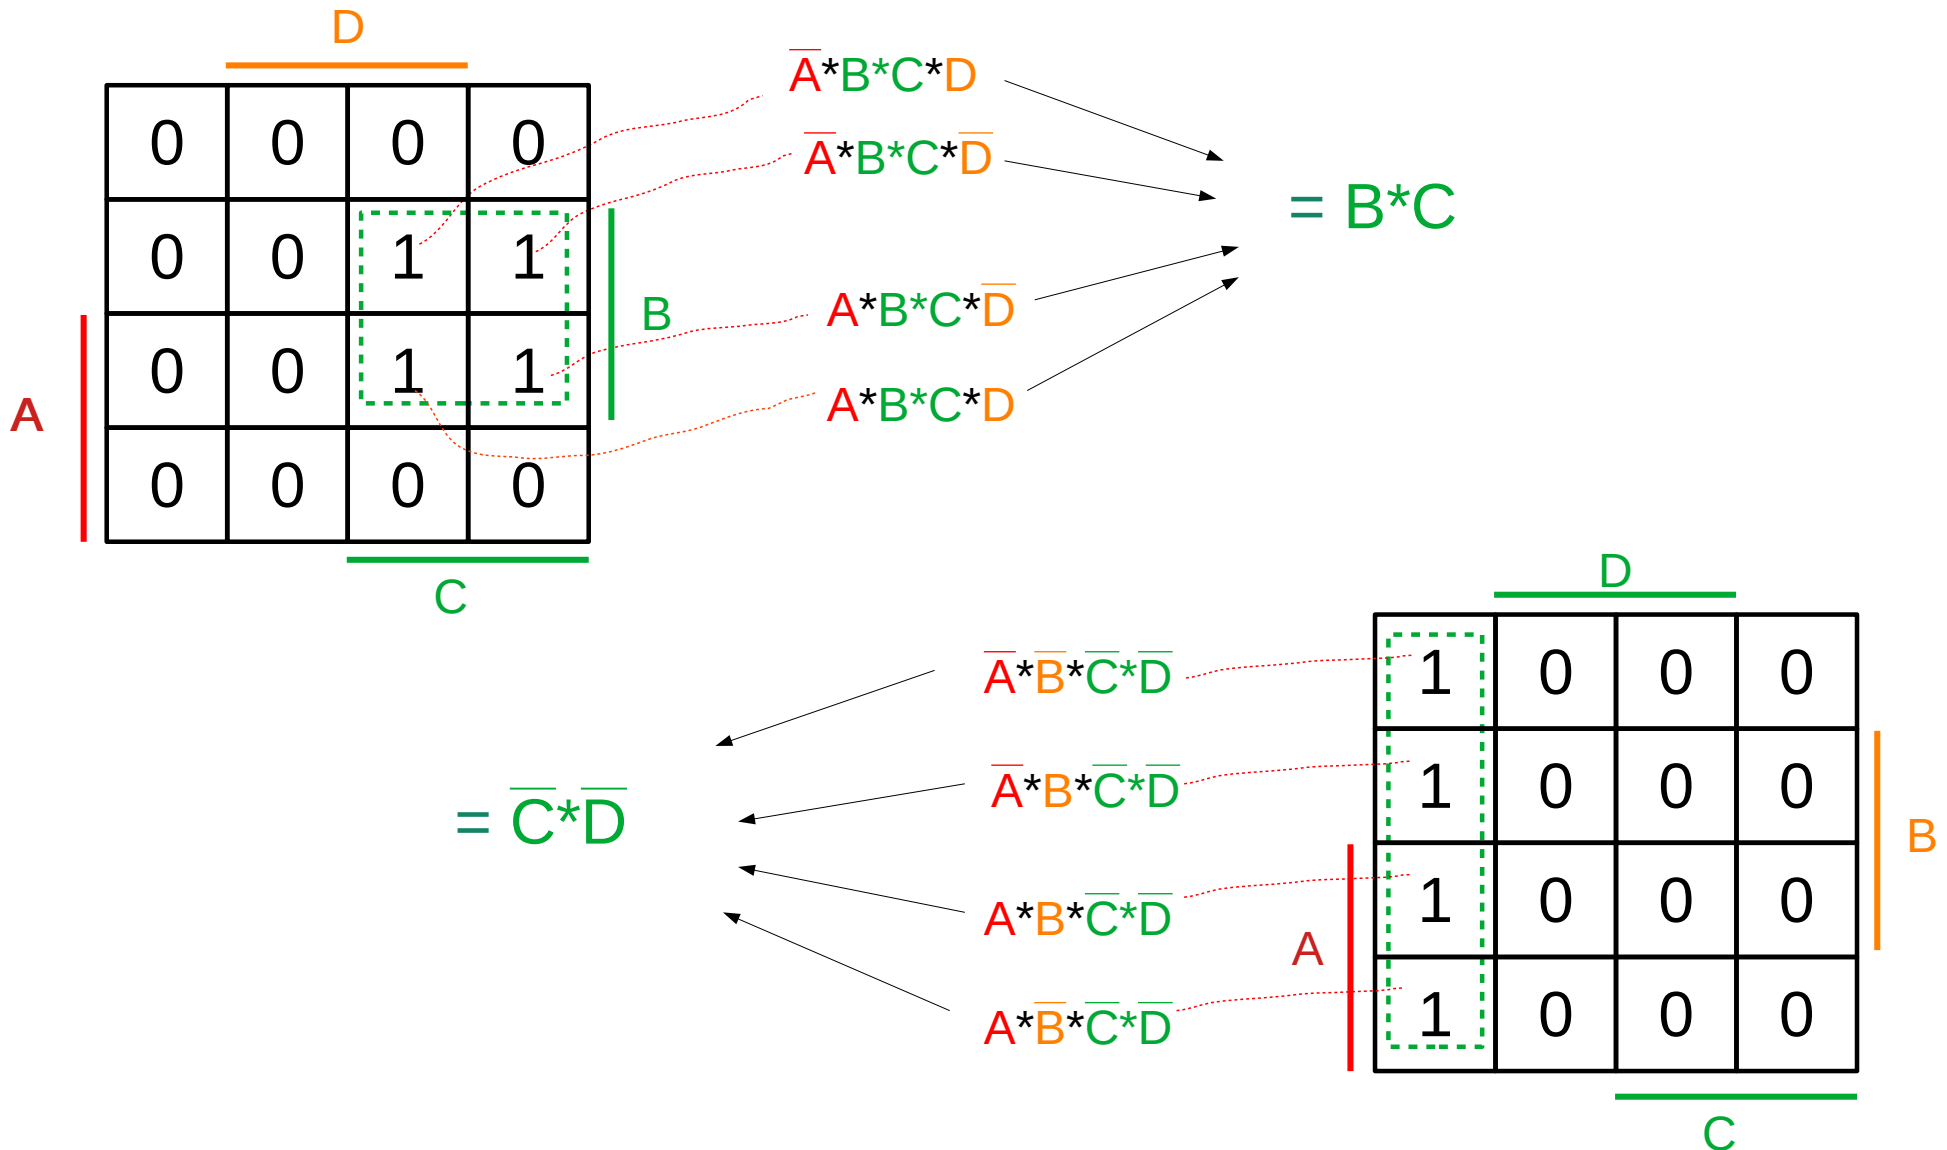 D
A̅*B*C*D
0 0 0 0
A̅*B*C*D̅
= B*C
0 0 1 1
B
A*B*C*D̅
0 0 1 1
A
A*B*C*D
0 0 0 0
C
D
A̅*B̅*C̅*D̅
1 0 0 0
A̅*B*C̅*D̅
1 0 0 0
= C̅*D̅
B
A*B*C̅*D̅
1 0 0 0
A
A*B̅*C̅*D̅
1 0 0 0
C